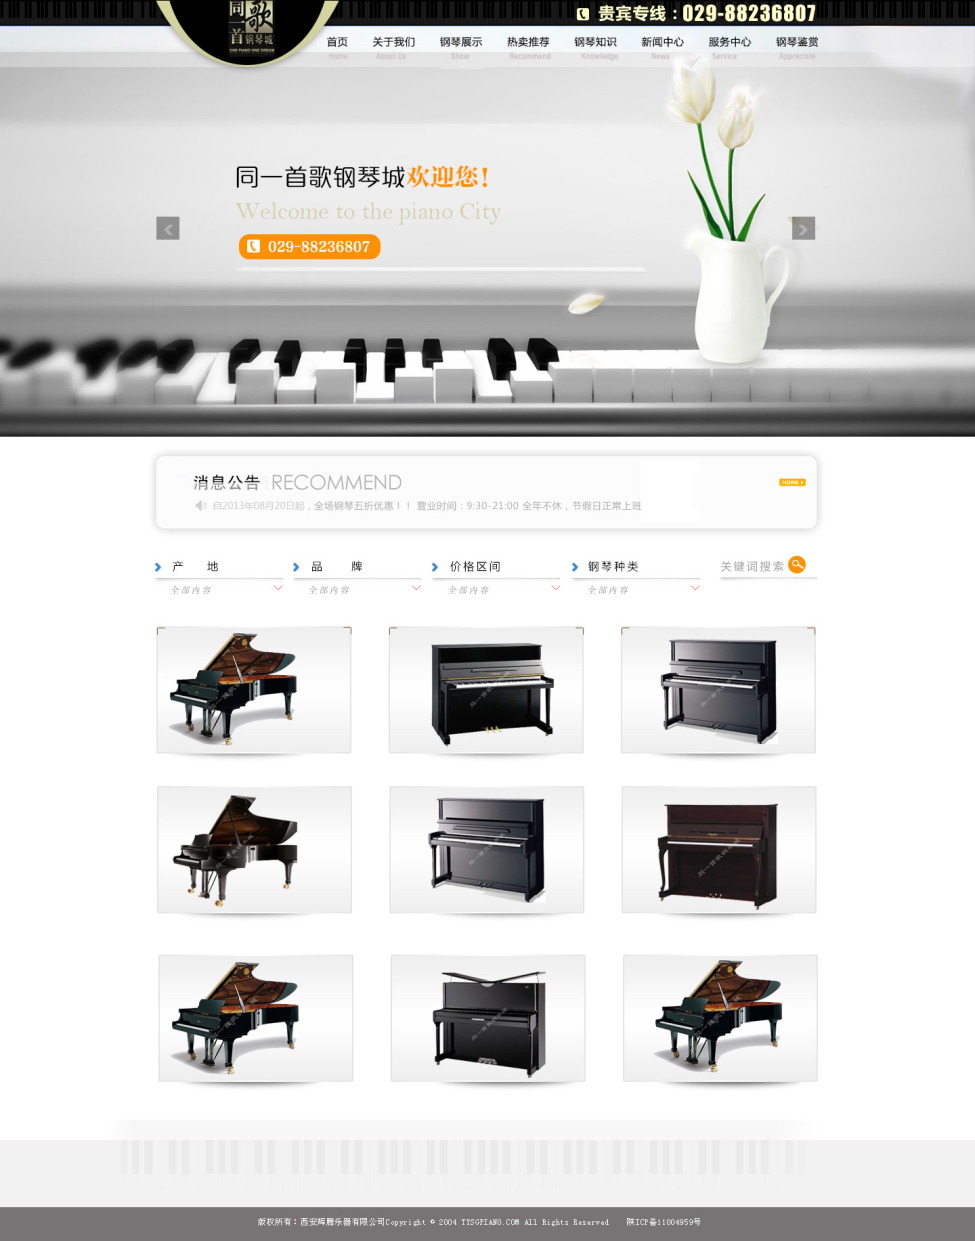 同一首歌
钢琴城
ONE PIANO ONE DREAM
贵宾专线：029-88236807
首页 关于我们 钢琴展示 热卖推荐 钢琴知识 新闻中心 服务中心 钢琴鉴赏
Home About Us Show Recommend Knowledge News Service Appreciate
同一首歌钢琴城欢迎您！
Welcome to the piano City
029-88236807
消息公告 RECOMMEND
MORE
自2013年08月20日起，全场钢琴五折优惠！！ 营业时间：9:30-21:00 全年不休，节假日正常上班
产 地 品 牌 价格区间 钢琴种类 关键词搜索
全部内容 全部内容 全部内容 全部内容
版权所有：西安辉腾乐器有限公司Copyright © 2004 TYSGPIANO.COM All Rights Reserved 陕ICP备11004959号